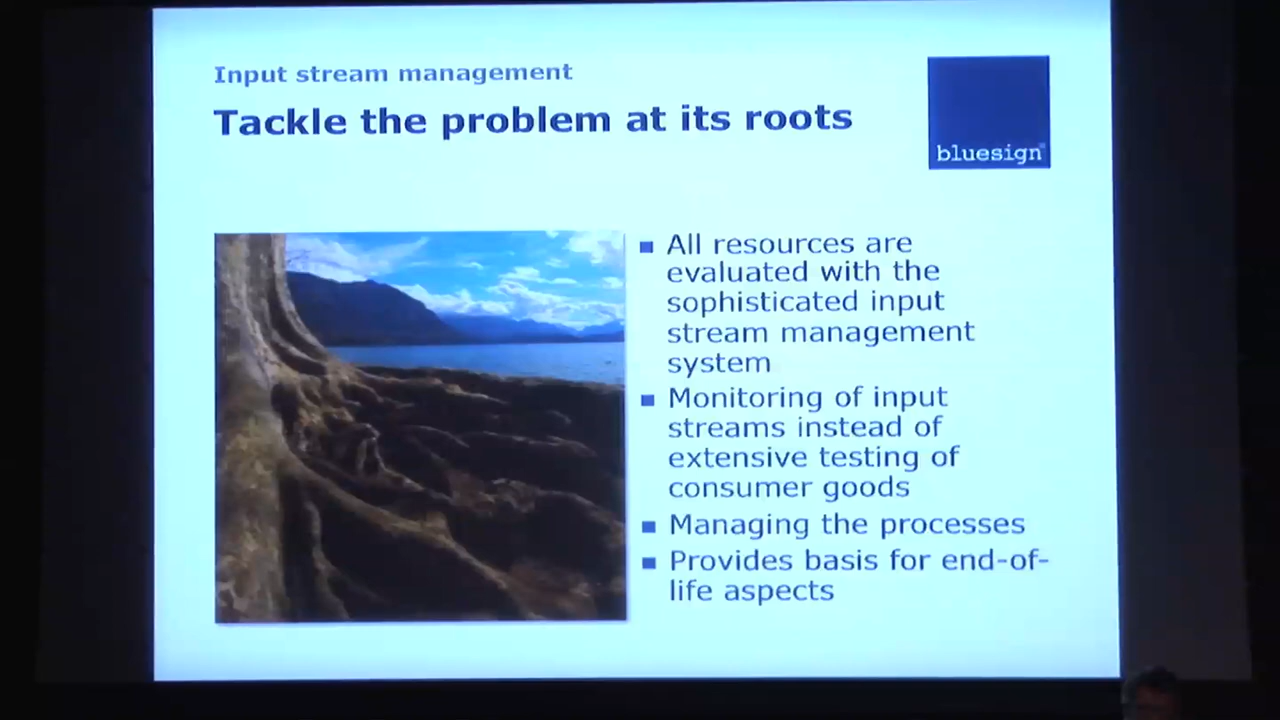 Input stream management
Tackle the problem at its roots
bluesign®
All resources are
evaluated with the
sophisticated input
stream management
system
Monitoring of input
streams instead of
extensive testing of
consumer goods
Managing the processes
Provides basis for end-of-
life aspects